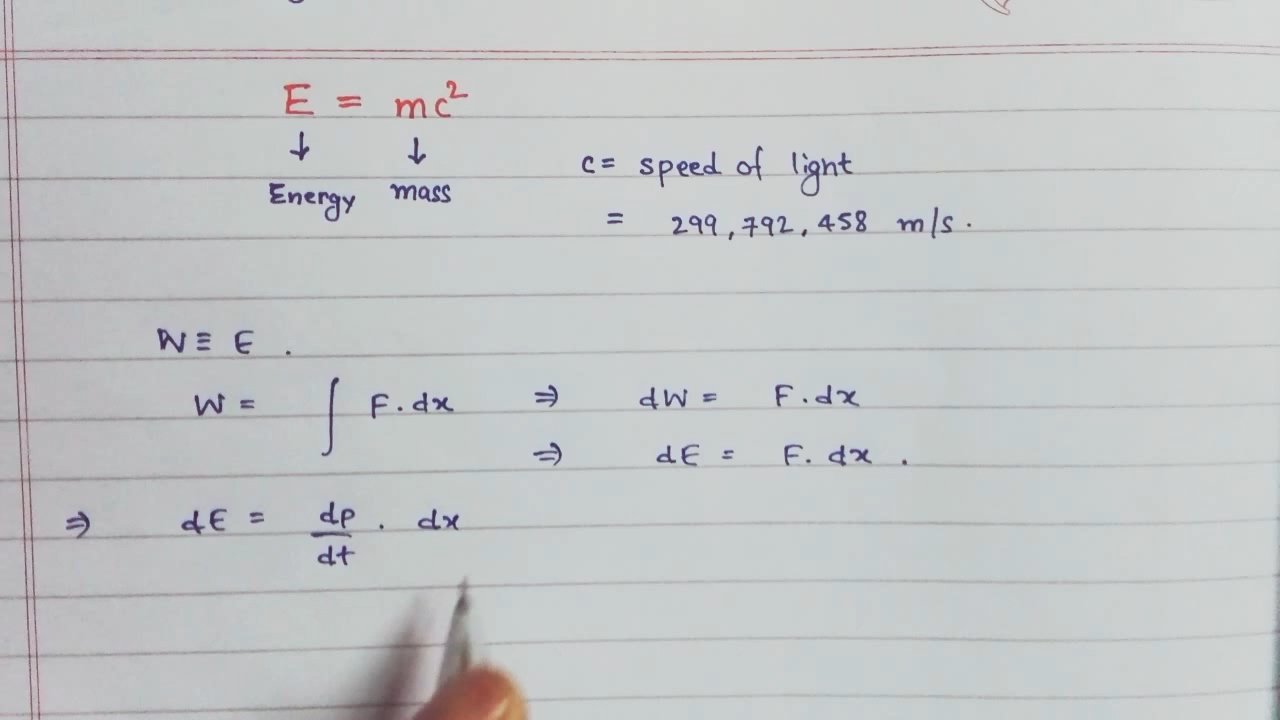 E = mc²
↓ ↓
Energy mass
c = speed of light
= 299,792,458 m/s.
W ≡ E .
W = ∫ F.dx ⇒ dW = F.dx
⇒ dE = F.dx .
⇒ dE = dp/dt . dx